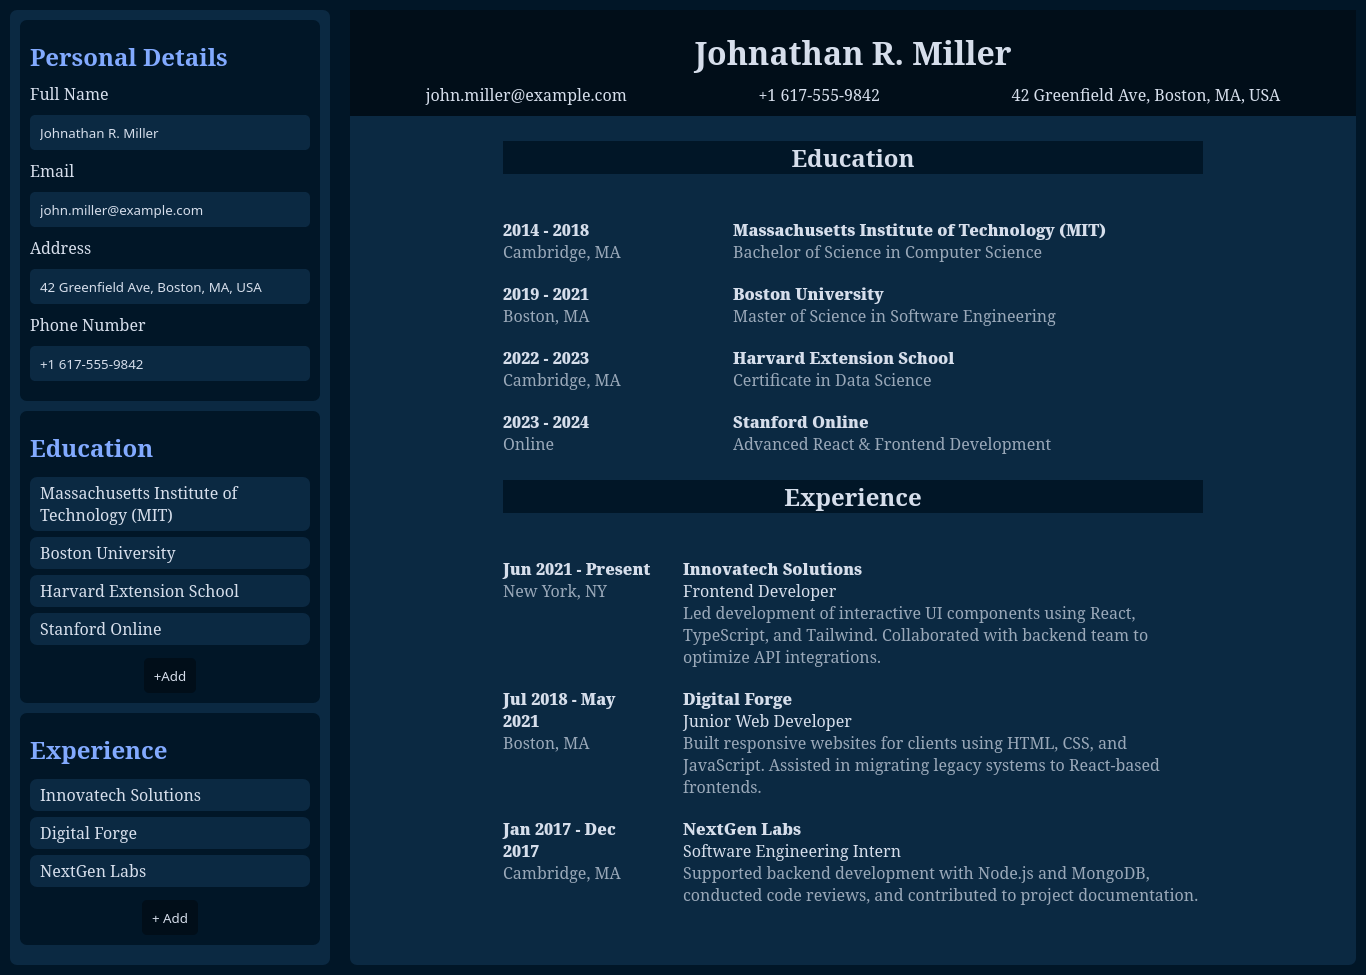 Personal Details
Full Name
Johnathan R. Miller
Email
john.miller@example.com
Address
42 Greenfield Ave, Boston, MA, USA
Phone Number
+1 617-555-9842
Education
Massachusetts Institute of
Technology (MIT)
Boston University
Harvard Extension School
Stanford Online
+Add
Experience
Innovatech Solutions
Digital Forge
NextGen Labs
+ Add
Johnathan R. Miller
john.miller@example.com +1 617-555-9842 42 Greenfield Ave, Boston, MA, USA
Education
2014 - 2018 Massachusetts Institute of Technology (MIT)
Cambridge, MA Bachelor of Science in Computer Science
2019 - 2021 Boston University
Boston, MA Master of Science in Software Engineering
2022 - 2023 Harvard Extension School
Cambridge, MA Certificate in Data Science
2023 - 2024 Stanford Online
Online Advanced React & Frontend Development
Experience
Jun 2021 - Present Innovatech Solutions
New York, NY Frontend Developer
Led development of interactive UI components using React,
TypeScript, and Tailwind. Collaborated with backend team to
optimize API integrations.
Jul 2018 - May Digital Forge
2021 Junior Web Developer
Boston, MA Built responsive websites for clients using HTML, CSS, and
JavaScript. Assisted in migrating legacy systems to React-based
frontends.
Jan 2017 - Dec NextGen Labs
2017 Software Engineering Intern
Cambridge, MA Supported backend development with Node.js and MongoDB,
conducted code reviews, and contributed to project documentation.